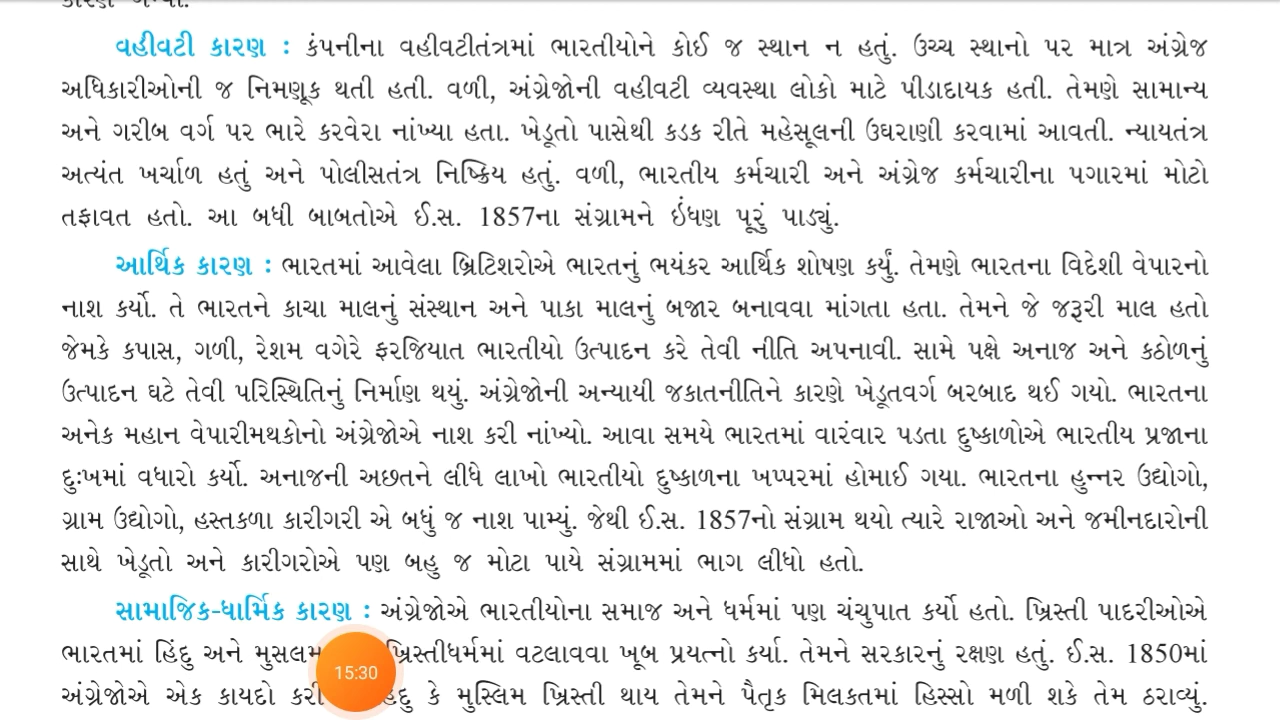 વહીવટી કારણ : કંપનીના વહીવટીતંત્રમાં ભારતીયોને કોઈ જ સ્થાન ન હતું. ઉચ્ચ સ્થાનો પર માત્ર અંગ્રેજ
અધિકારીઓની જ નિમણૂક થતી હતી. વળી, અંગ્રેજોની વહીવટી વ્યવસ્થા લોકો માટે પીડાદાયક હતી. તેમણે સામાન્ય
અને ગરીબ વર્ગ પર ભારે કરવેરા નાંખ્યા હતા. ખેડૂતો પાસેથી કડક રીતે મહેસૂલની ઉઘરાણી કરવામાં આવતી. ન્યાયતંત્ર
અત્યંત ખર્ચાળ હતું અને પોલીસતંત્ર નિષ્ક્રિય હતું. વળી, ભારતીય કર્મચારી અને અંગ્રેજ કર્મચારીના પગારમાં મોટો
તફાવત હતો. આ બધી બાબતોએ ઈ.સ. 1857ના સંગ્રામને ઇંધણ પૂરું પાડ્યું.
આર્થિક કારણ : ભારતમાં આવેલા બ્રિટિશરોએ ભારતનું ભયંકર આર્થિક શોષણ કર્યું. તેમણે ભારતના વિદેશી વેપારનો
નાશ કર્યો. તે ભારતને કાચા માલનું સંસ્થાન અને પાકા માલનું બજાર બનાવવા માંગતા હતા. તેમને જે જરૂરી માલ હતો
જેમકે કપાસ, ગળી, રેશમ વગેરે ફરજિયાત ભારતીયો ઉત્પાદન કરે તેવી નીતિ અપનાવી. સામે પક્ષે અનાજ અને કઠોળનું
ઉત્પાદન ઘટે તેવી પરિસ્થિતિનું નિર્માણ થયું. અંગ્રેજોની અન્યાયી જકાતનીતિને કારણે ખેડૂતવર્ગ બરબાદ થઈ ગયો. ભારતના
અનેક મહાન વેપારીમથકોનો અંગ્રેજોએ નાશ કરી નાંખ્યો. આવા સમયે ભારતમાં વારંવાર પડતા દુષ્કાળોએ ભારતીય પ્રજાના
દુઃખમાં વધારો કર્યો. અનાજની અછતને લીધે લાખો ભારતીયો દુષ્કાળના ખપ્પરમાં હોમાઈ ગયા. ભારતના હુન્નર ઉદ્યોગો,
ગ્રામ ઉદ્યોગો, હસ્તકળા કારીગરી એ બધું જ નાશ પામ્યું. જેથી ઈ.સ. 1857નો સંગ્રામ થયો ત્યારે રાજાઓ અને જમીનદારોની
સાથે ખેડૂતો અને કારીગરોએ પણ બહુ જ મોટા પાયે સંગ્રામમાં ભાગ લીધો હતો.
સામાજિક-ધાર્મિક કારણ : અંગ્રેજોએ ભારતીયોના સમાજ અને ધર્મમાં પણ ચંચુપાત કર્યો હતો. ખ્રિસ્તી પાદરીઓએ
ભારતમાં હિંદુ અને મુસલમ ખ્રિસ્તીધર્મમાં વટલાવવા ખૂબ પ્રયત્નો કર્યા. તેમને સરકારનું રક્ષણ હતું. ઈ.સ. 1850માં
15:30
અંગ્રેજોએ એક કાયદો કરી કે મુસ્લિમ ખ્રિસ્તી થાય તેમને પૈતૃક મિલકતમાં હિસ્સો મળી શકે તેમ ઠરાવ્યું.